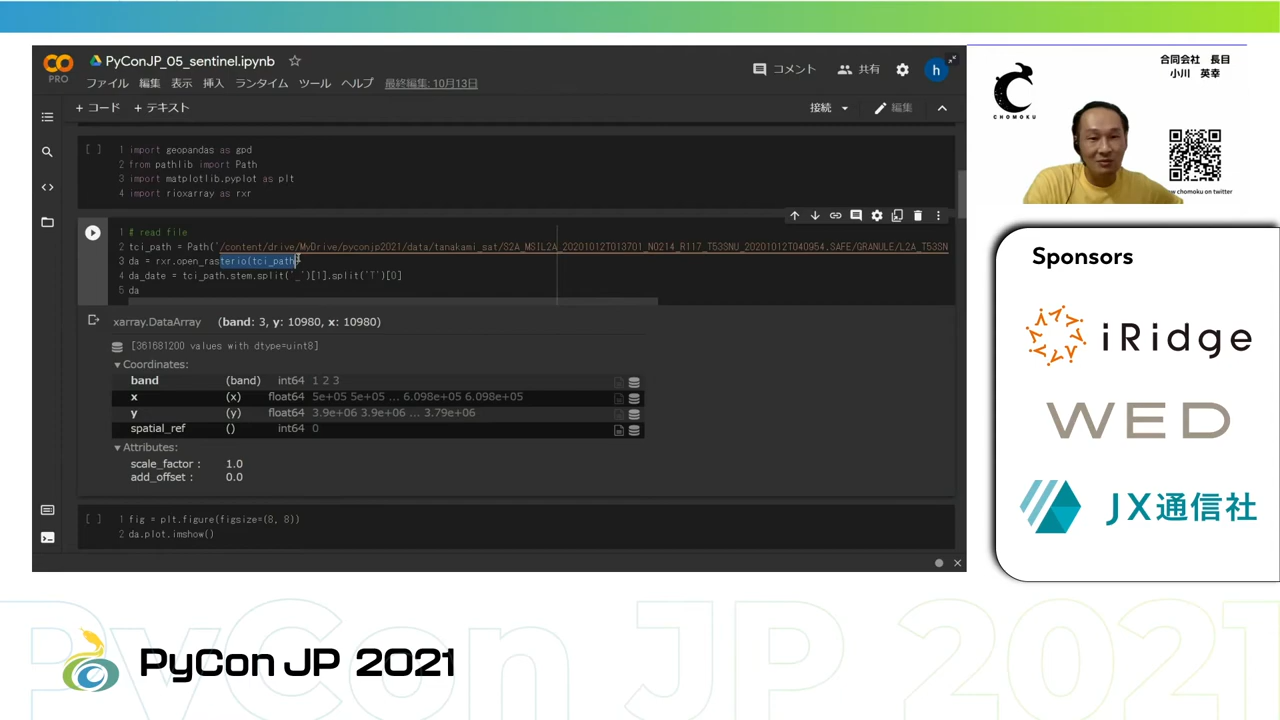 PRO
PyConJP_05_sentinel.ipynb
ファイル 編集 表示 挿入 ランタイム ツール ヘルプ 最終編集: 10月13日
コメント 共有 h
+ コード + テキスト
接続 編集
[ ] 1 import geopandas as gpd
2 from pathlib import Path
3 import matplotlib.pyplot as plt
4 import rioxarray as rxr
1 # read file
2 tci_path = Path('/content/drive/MyDrive/pyconjp2021/data/tanakami_sat/S2A_MSIL2A_20201012T013701_N0214_R117_T53SNU_20201012T040954.SAFE/GRANULE/L2A_T53SN
3 da = rxr.open_rasterio(tci_path)
4 da_date = tci_path.stem.split('_')[1].split('T')[0]
5 da
xarray.DataArray (band: 3, y: 10980, x: 10980)
[361681200 values with dtype=uint8]
Coordinates:
band (band) int64 1 2 3
x (x) float64 5e+05 5e+05 ... 6.098e+05 6.098e+05
y (y) float64 3.9e+06 3.9e+06 ... 3.79e+06
spatial_ref () int64 0
Attributes:
scale_factor : 1.0
add_offset : 0.0
[ ] 1 fig = plt.figure(figsize=(8, 8))
2 da.plot.imshow()
合同会社 長目
小川 英幸
CHOMOKU
chomoku on twitter
Sponsors
iRidge
WED
JX通信社
PyCon JP 2021
PyCon JP 2021